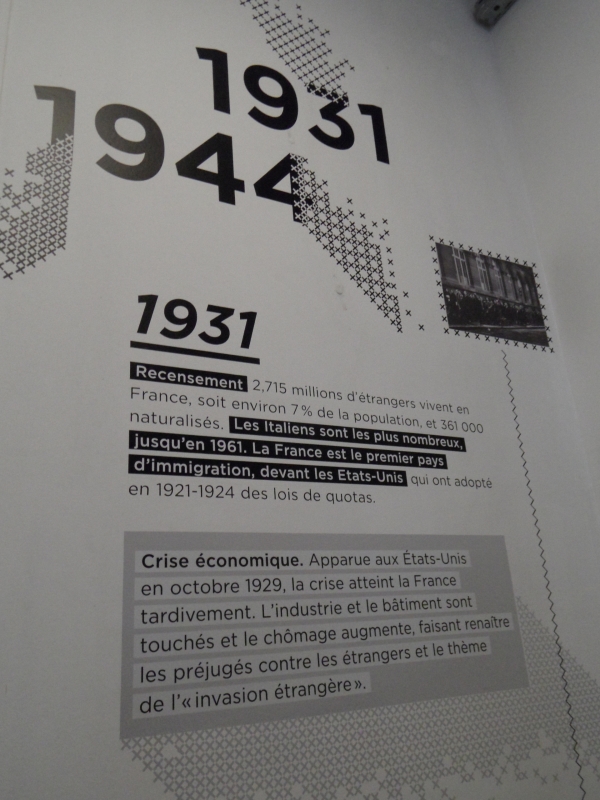 1931
1944
1931
Recensement 2,715 millions d'étrangers vivent en
France, soit environ 7 % de la population, et 361 000
naturalisés. Les Italiens sont les plus nombreux,
jusqu'en 1961. La France est le premier pays
d'immigration, devant les Etats-Unis qui ont adopté
en 1921-1924 des lois de quotas.
Crise économique. Apparue aux États-Unis
en octobre 1929, la crise atteint la France
tardivement. L'industrie et le bâtiment sont
touchés et le chômage augmente, faisant renaître
les préjugés contre les étrangers et le thème
de l'« invasion étrangère ».